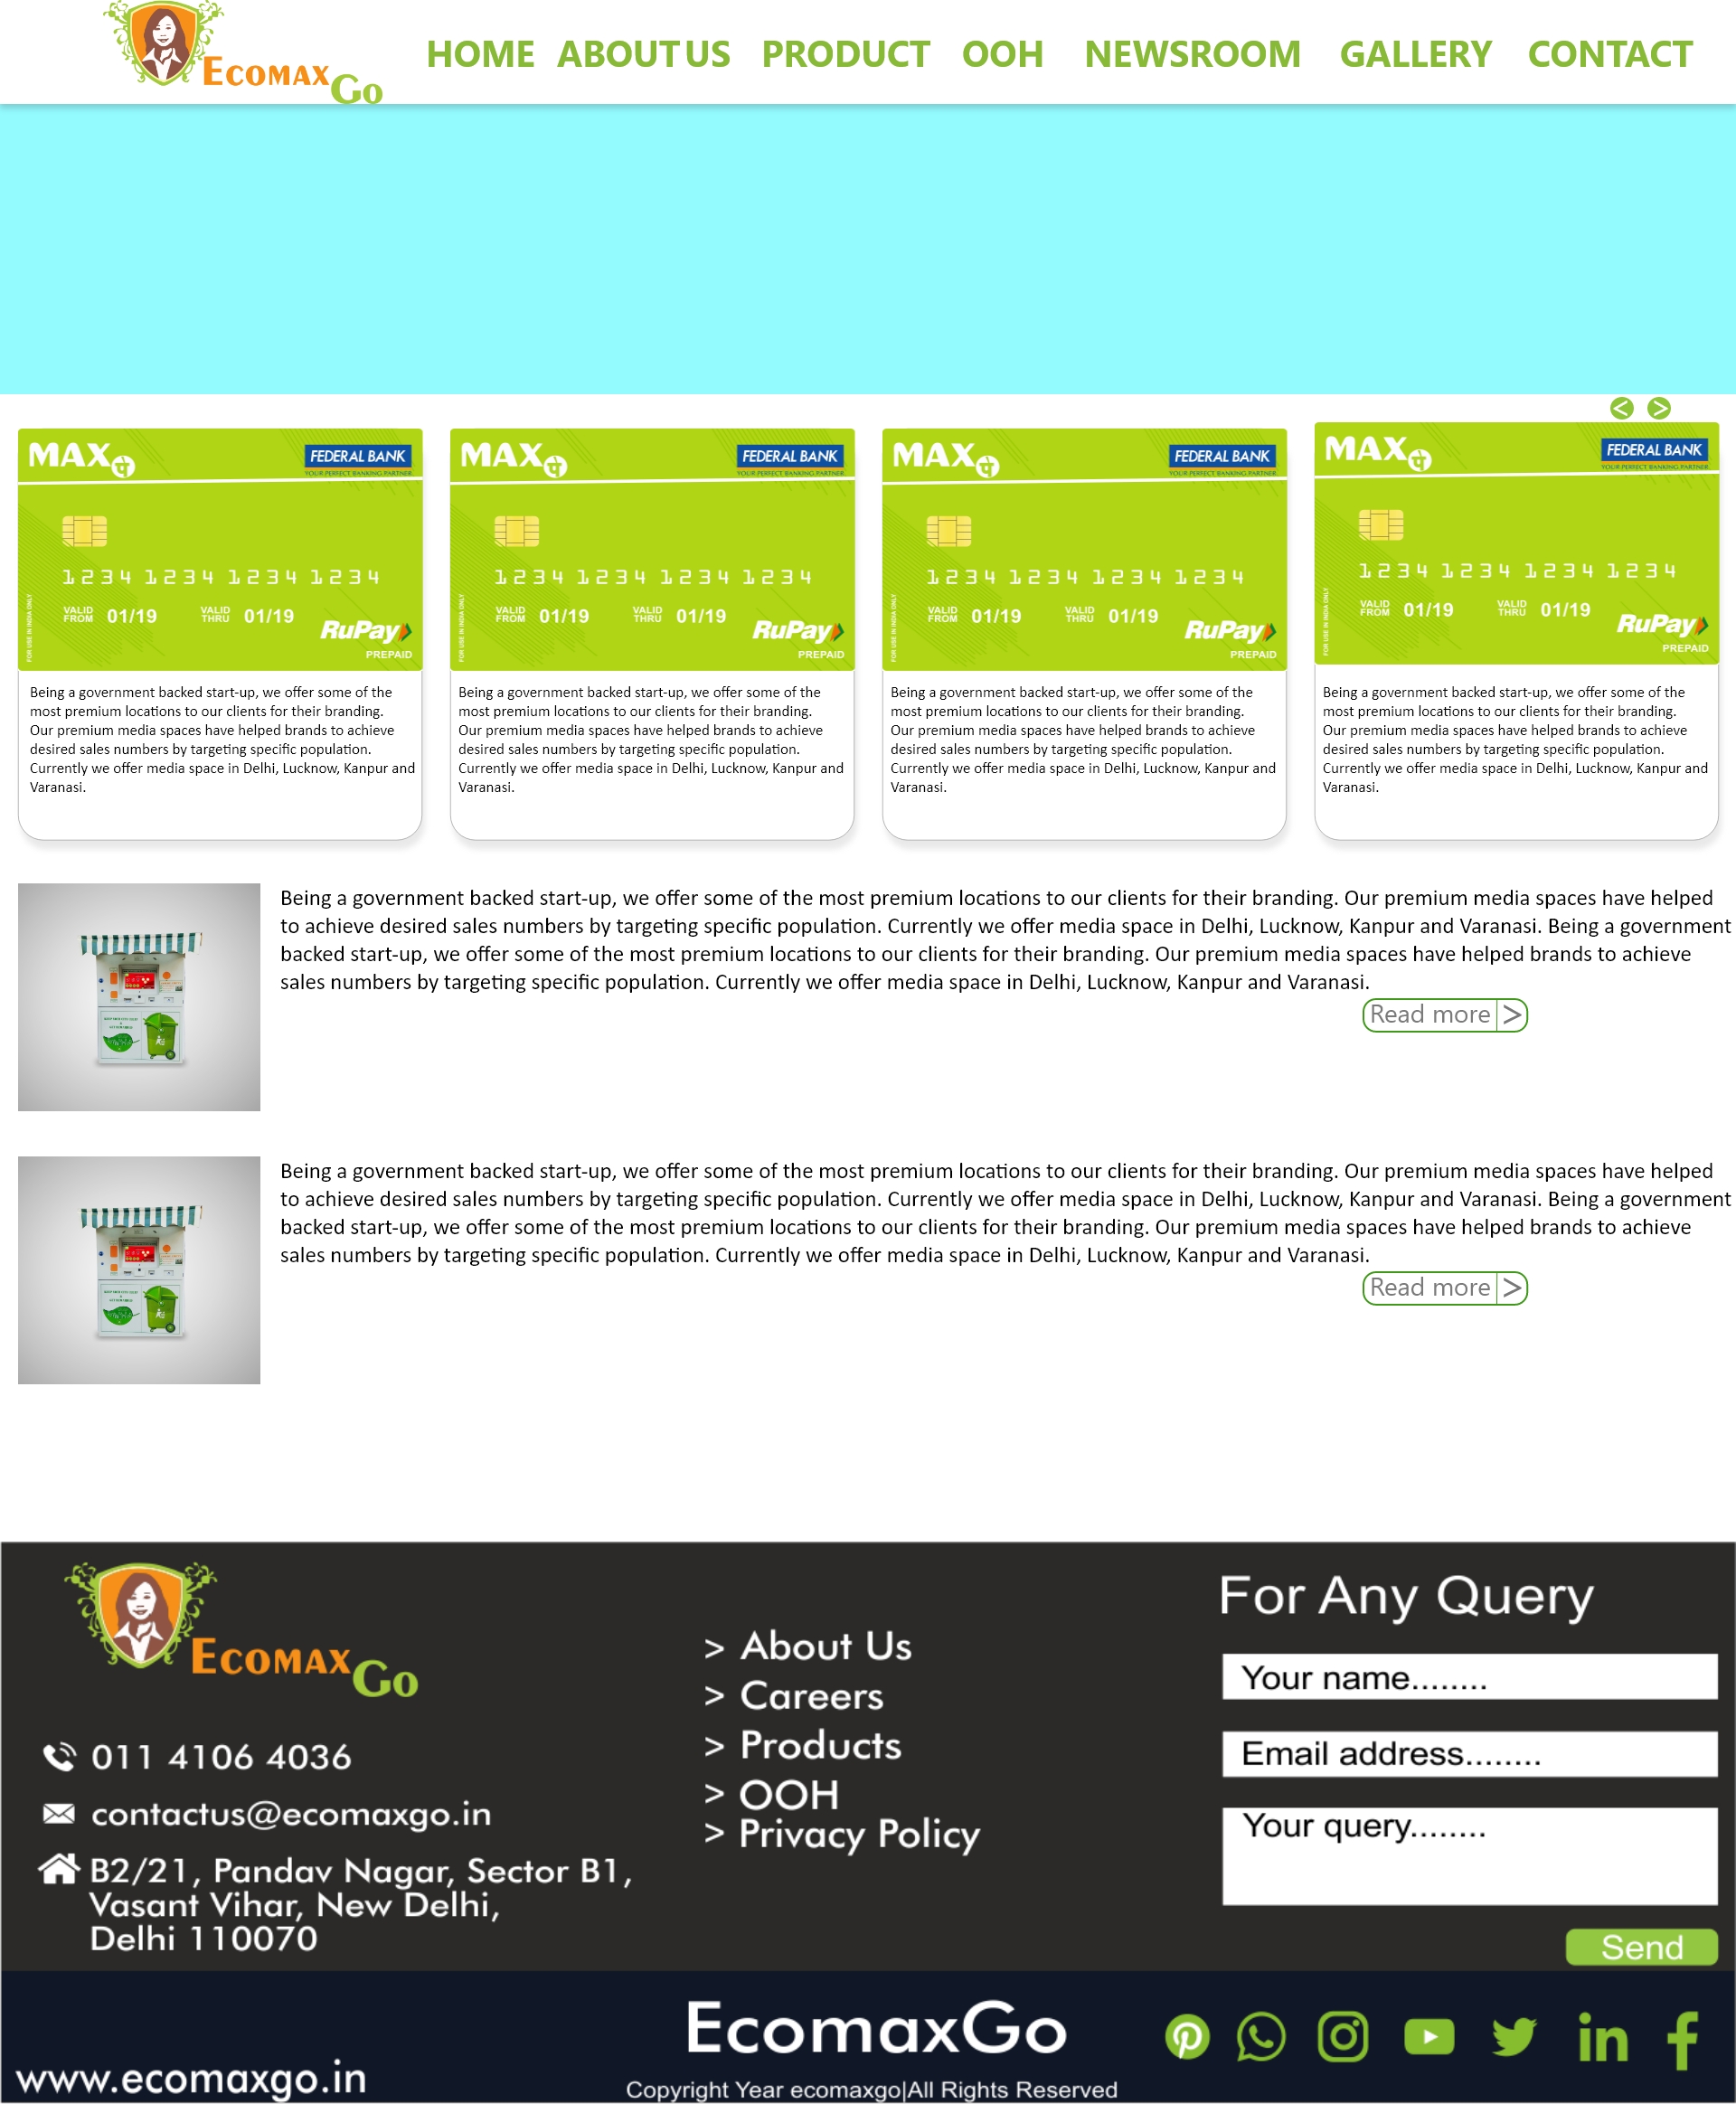 ECOMAX GO
HOME ABOUT US PRODUCT OOH NEWSROOM GALLERY CONTACT
< >
MAX पे FEDERAL BANK
YOUR PERFECT BANKING PARTNER
1234 1234 1234 1234
VALID FROM 01/19 VALID THRU 01/19
FOR USE IN INDIA ONLY
RuPay
PREPAID
Being a government backed start-up, we offer some of the
most premium locations to our clients for their branding.
Our premium media spaces have helped brands to achieve
desired sales numbers by targeting specific population.
Currently we offer media space in Delhi, Lucknow, Kanpur and
Varanasi.
MAX पे FEDERAL BANK
YOUR PERFECT BANKING PARTNER
1234 1234 1234 1234
VALID FROM 01/19 VALID THRU 01/19
FOR USE IN INDIA ONLY
RuPay
PREPAID
Being a government backed start-up, we offer some of the
most premium locations to our clients for their branding.
Our premium media spaces have helped brands to achieve
desired sales numbers by targeting specific population.
Currently we offer media space in Delhi, Lucknow, Kanpur and
Varanasi.
MAX पे FEDERAL BANK
YOUR PERFECT BANKING PARTNER
1234 1234 1234 1234
VALID FROM 01/19 VALID THRU 01/19
FOR USE IN INDIA ONLY
RuPay
PREPAID
Being a government backed start-up, we offer some of the
most premium locations to our clients for their branding.
Our premium media spaces have helped brands to achieve
desired sales numbers by targeting specific population.
Currently we offer media space in Delhi, Lucknow, Kanpur and
Varanasi.
MAX पे FEDERAL BANK
YOUR PERFECT BANKING PARTNER
1234 1234 1234 1234
VALID FROM 01/19 VALID THRU 01/19
FOR USE IN INDIA ONLY
RuPay
PREPAID
Being a government backed start-up, we offer some of the
most premium locations to our clients for their branding.
Our premium media spaces have helped brands to achieve
desired sales numbers by targeting specific population.
Currently we offer media space in Delhi, Lucknow, Kanpur and
Varanasi.
Being a government backed start-up, we offer some of the most premium locations to our clients for their branding. Our premium media spaces have helped
to achieve desired sales numbers by targeting specific population. Currently we offer media space in Delhi, Lucknow, Kanpur and Varanasi. Being a government
backed start-up, we offer some of the most premium locations to our clients for their branding. Our premium media spaces have helped brands to achieve
sales numbers by targeting specific population. Currently we offer media space in Delhi, Lucknow, Kanpur and Varanasi.
Read more >
Being a government backed start-up, we offer some of the most premium locations to our clients for their branding. Our premium media spaces have helped
to achieve desired sales numbers by targeting specific population. Currently we offer media space in Delhi, Lucknow, Kanpur and Varanasi. Being a government
backed start-up, we offer some of the most premium locations to our clients for their branding. Our premium media spaces have helped brands to achieve
sales numbers by targeting specific population. Currently we offer media space in Delhi, Lucknow, Kanpur and Varanasi.
Read more >
ECOMAX GO
011 4106 4036
contactus@ecomaxgo.in
B2/21, Pandav Nagar, Sector B1,
Vasant Vihar, New Delhi,
Delhi 110070
> About Us
> Careers
> Products
> OOH
> Privacy Policy
For Any Query
Your name........
Email address........
Your query........
Send
www.ecomaxgo.in
EcomaxGo
Copyright Year ecomaxgo|All Rights Reserved